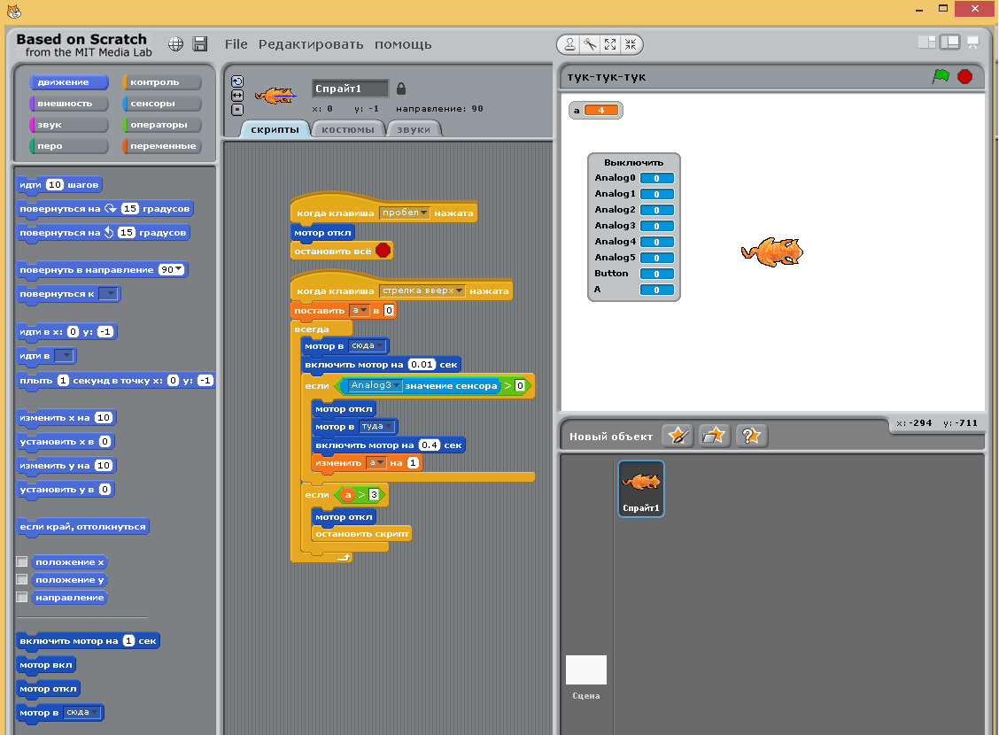 Based on Scratch
from the MIT Media Lab
File Редактировать помощь
движение контроль
внешность сенсоры
звук операторы
перо переменные
идти 10 шагов
повернуться на 15 градусов
повернуться на 15 градусов
повернуть в направление 90
повернуться к
идти в x: 0 y: -1
идти в
плыть 1 секунд в точку x: 0 y: -1
изменить x на 10
установить x в 0
изменить y на 10
установить y в 0
если край, оттолкнуться
положение x
положение y
направление
включить мотор на 1 сек
мотор вкл
мотор откл
мотор в сюда
Спрайт1
x: 0 y: -1 направление: 90
скрипты костюмы звуки
когда клавиша пробел нажата
мотор откл
остановить всё
когда клавиша стрелка вверх нажата
поставить a в 0
всегда
мотор в сюда
включить мотор на 0.01 сек
если Analog3 значение сенсора > 0
мотор откл
мотор в туда
включить мотор на 0.4 сек
изменить a на 1
если a > 3
мотор откл
остановить скрипт
тук-тук-тук
a 4
Выключить
Analog0 0
Analog1 0
Analog2 0
Analog3 0
Analog4 0
Analog5 0
Button 0
A 0
x: -294 y: -711
Новый объект
Спрайт1
Сцена